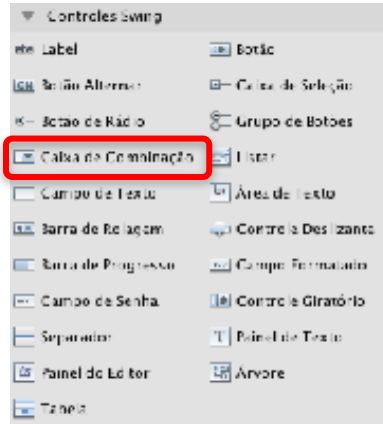 Controles Swing
Label Botão
Botão Alternar Caixa de Seleção
Botão de Rádio Grupo de Botões
Caixa de Combinação Listar
Campo de Texto Área de Texto
Barra de Rolagem Controle Deslizante
Barra de Progresso Campo Formatado
Campo de Senha Controle Giratório
Separador Painel de Texto
Painel do Editor Árvore
Tabela